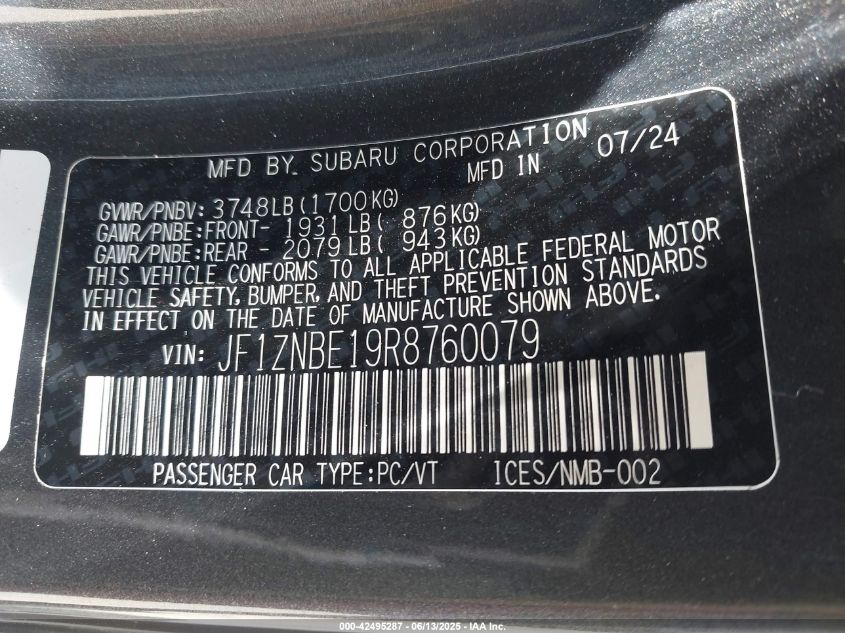 MFD BY. SUBARU CORPORATION
MFD IN 07/24
GVWR/PNBV: 3748LB(1700KG)
GAWR/PNBE:FRONT- 1931LB( 876KG)
GAWR/PNBE:REAR - 2079LB( 943KG)
THIS VEHICLE CONFORMS TO ALL APPLICABLE FEDERAL MOTOR
VEHICLE SAFETY, BUMPER, AND THEFT PREVENTION STANDARDS
IN EFFECT ON THE DATE OF MANUFACTURE SHOWN ABOVE.
VIN: JF1ZNBE19R8760079
PASSENGER CAR TYPE:PC/VT ICES/NMB-002
000-42495287 - 06/13/2025 - IAA Inc.